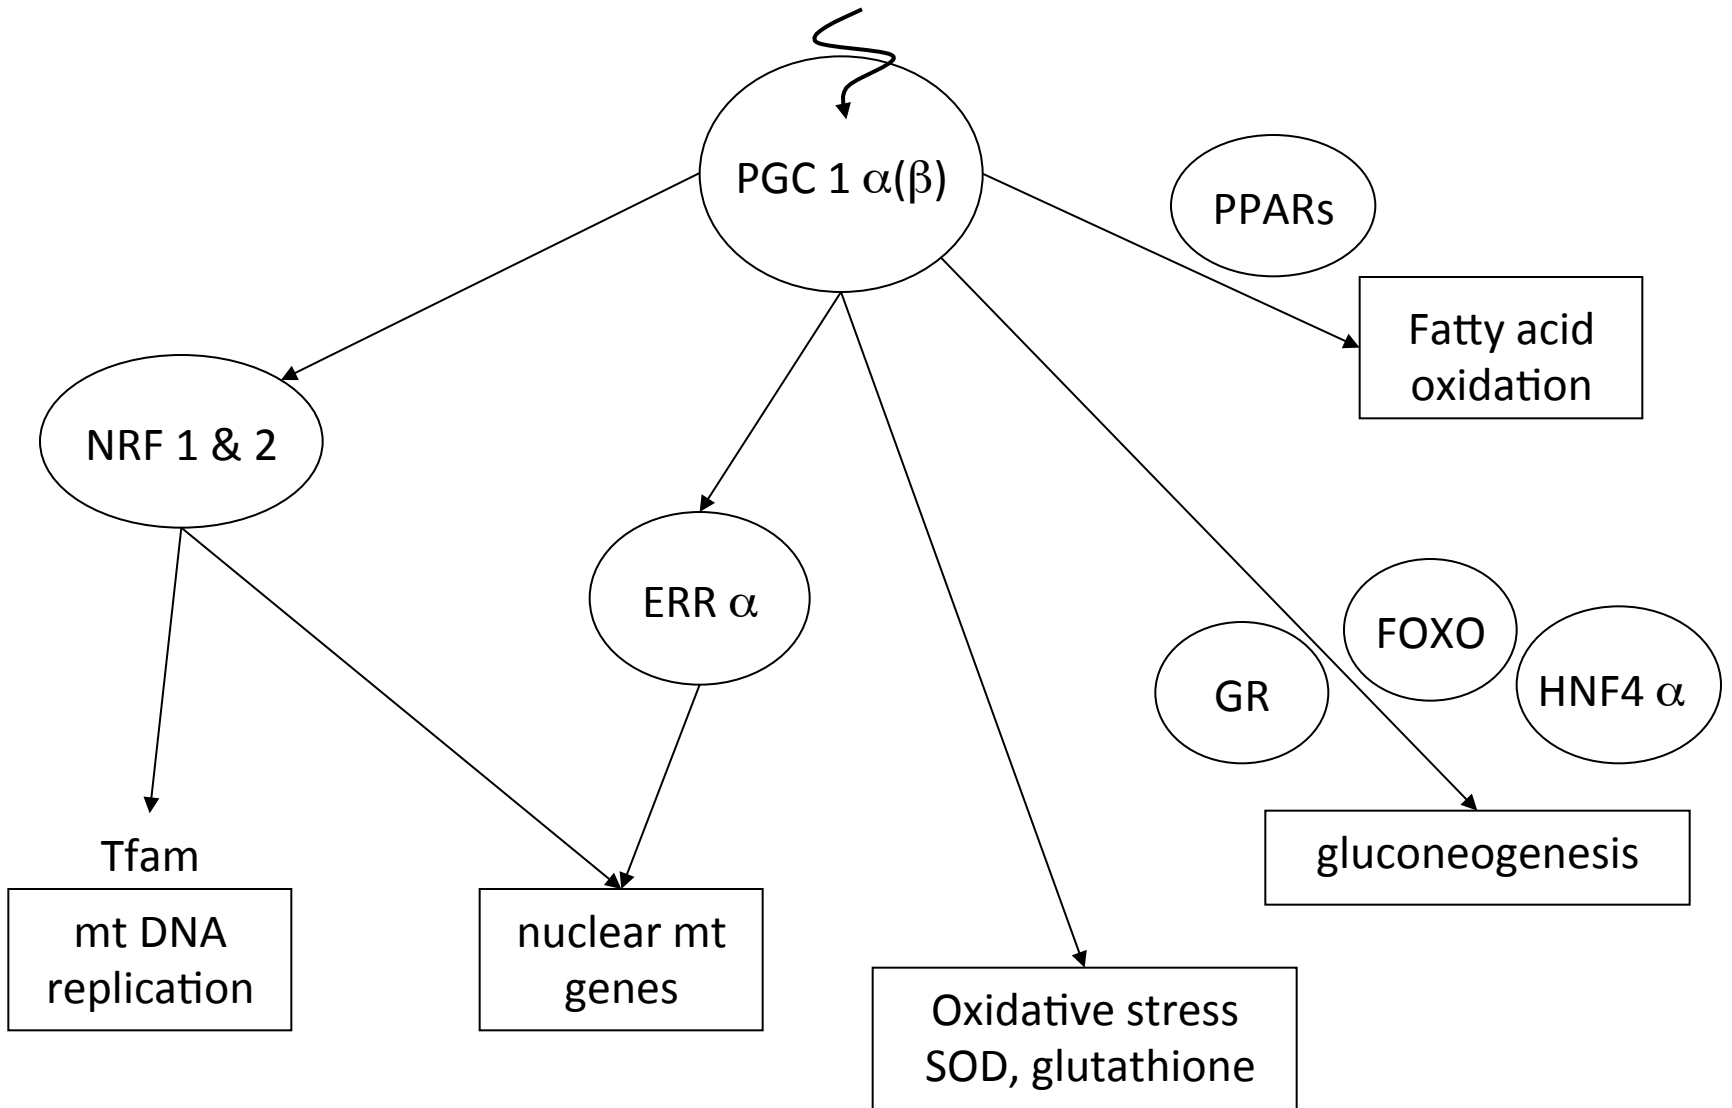 PGC 1 α(β)
PPARs
Fatty acid
oxidation
NRF 1 & 2
ERR α
FOXO
GR
HNF4 α
Tfam
mt DNA
replication
nuclear mt
genes
gluconeogenesis
Oxidative stress
SOD, glutathione